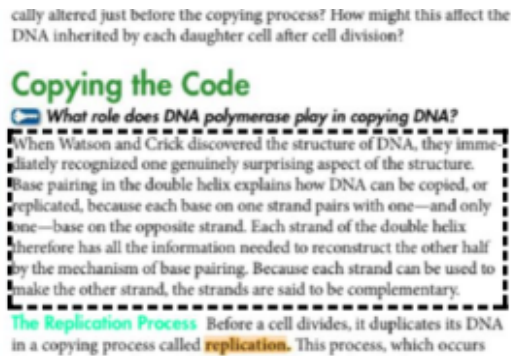 cally altered just before the copying process? How might this affect the
DNA inherited by each daughter cell after cell division?
Copying the Code
What role does DNA polymerase play in copying DNA?
When Watson and Crick discovered the structure of DNA, they imme-
diately recognized one genuinely surprising aspect of the structure.
Base pairing in the double helix explains how DNA can be copied, or
replicated, because each base on one strand pairs with one—and only
one—base on the opposite strand. Each strand of the double helix
therefore has all the information needed to reconstruct the other half
by the mechanism of base pairing. Because each strand can be used to
make the other strand, the strands are said to be complementary.
The Replication Process Before a cell divides, it duplicates its DNA
in a copying process called replication. This process, which occurs